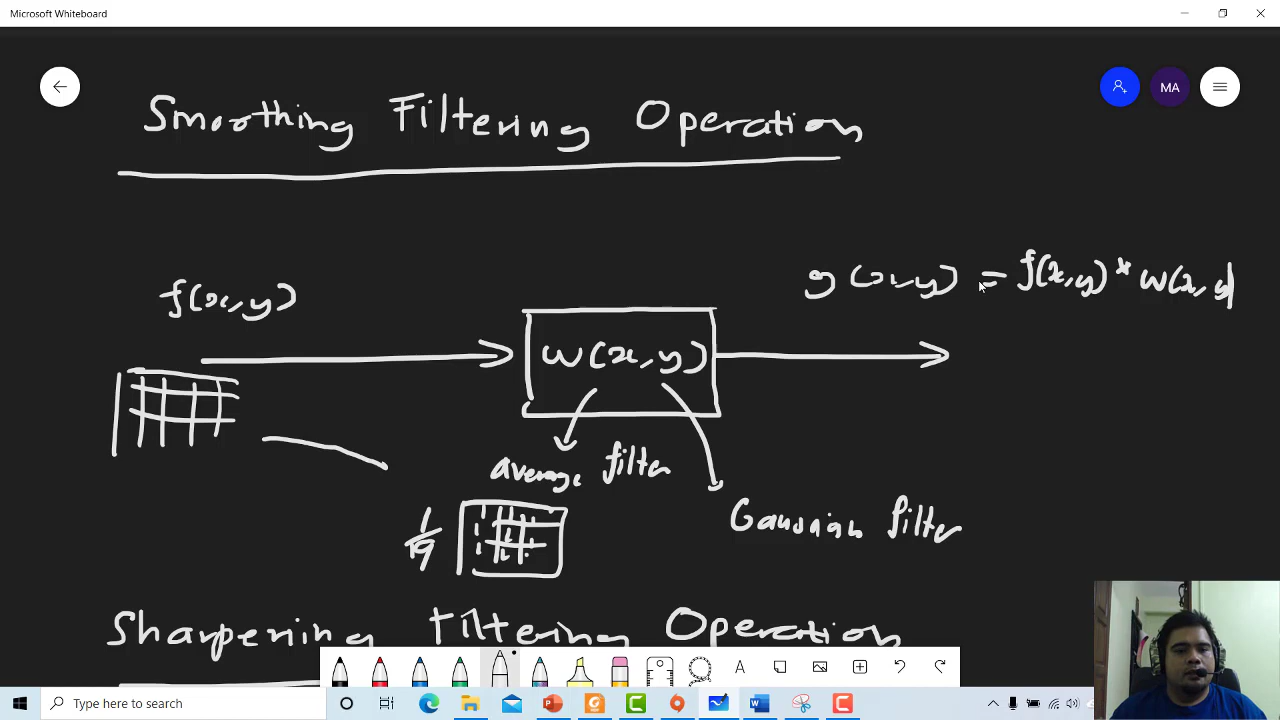 Microsoft Whiteboard
MA
Smoothing Filtering Operation
f(x,y)
g(x,y) = f(x,y) * w(x,y
w(x,y)
average filter
Gaussian filter
1/9
Sharpening Filtering Operation
A
Type here to search